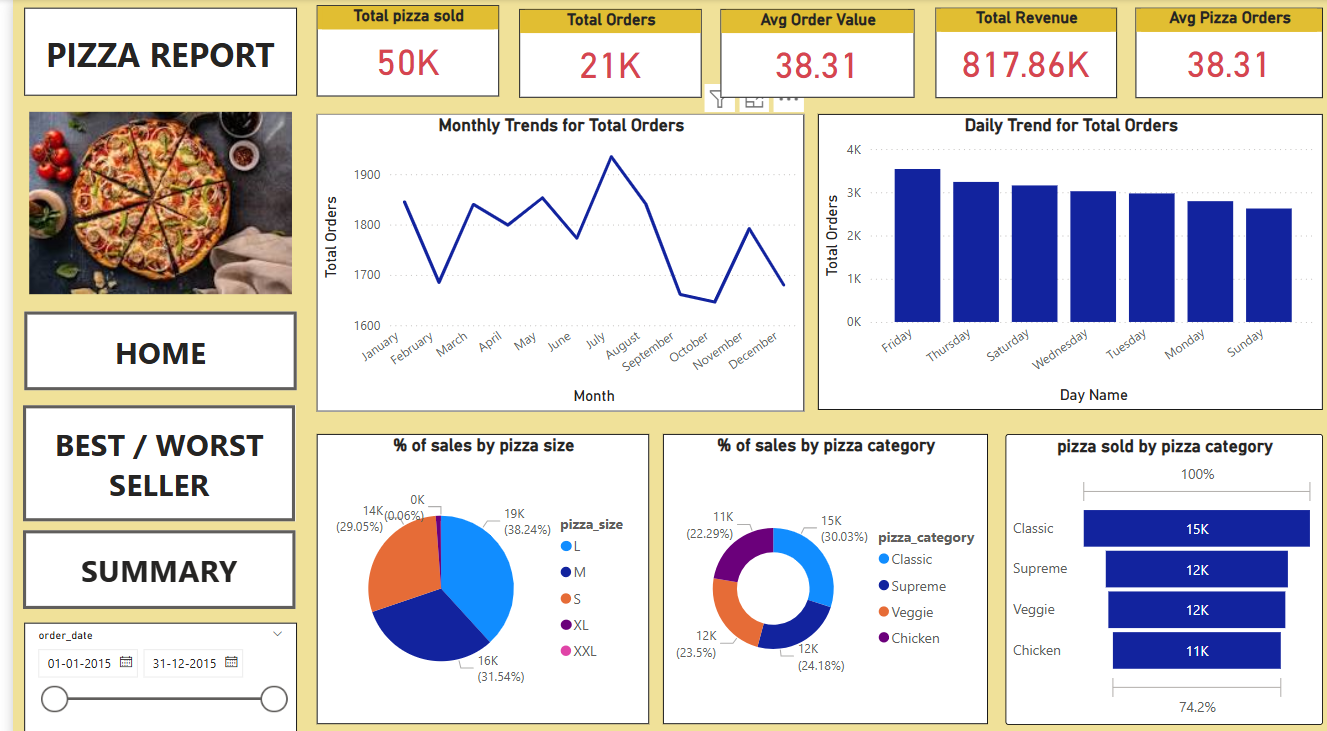 PIZZA REPORT
Total pizza sold
50K
Total Orders
21K
Avg Order Value
38.31
Total Revenue
817.86K
Avg Pizza Orders
38.31
HOME
BEST / WORST
SELLER
SUMMARY
order_date
01-01-2015
31-12-2015
Monthly Trends for Total Orders
Total Orders
1900
1800
1700
1600
January
February
March
April
May
June
July
August
September
October
November
December
Month
Daily Trend for Total Orders
Total Orders
4K
3K
2K
1K
0K
Friday
Thursday
Saturday
Wednesday
Tuesday
Monday
Sunday
Day Name
% of sales by pizza size
0K
(0.06%)
14K
(29.05%)
19K
(38.24%)
16K
(31.54%)
pizza_size
L
M
S
XL
XXL
% of sales by pizza category
11K
(22.29%)
15K
(30.03%)
12K
(23.5%)
12K
(24.18%)
pizza_category
Classic
Supreme
Veggie
Chicken
pizza sold by pizza category
100%
Classic
15K
Supreme
12K
Veggie
12K
Chicken
11K
74.2%